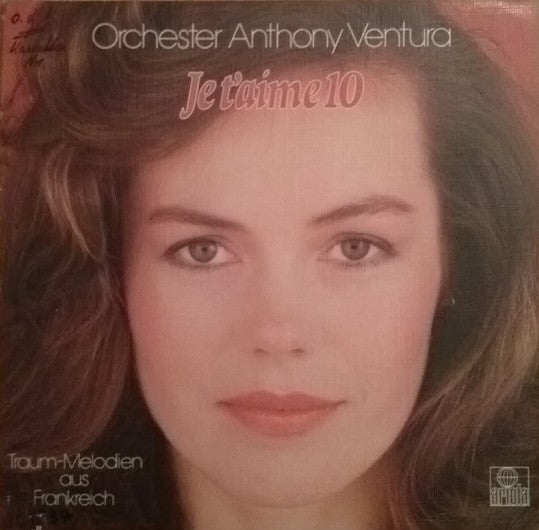 Orchester Anthony Ventura
Je t'aime 10
Traum-Melodien
aus
Frankreich
ariola